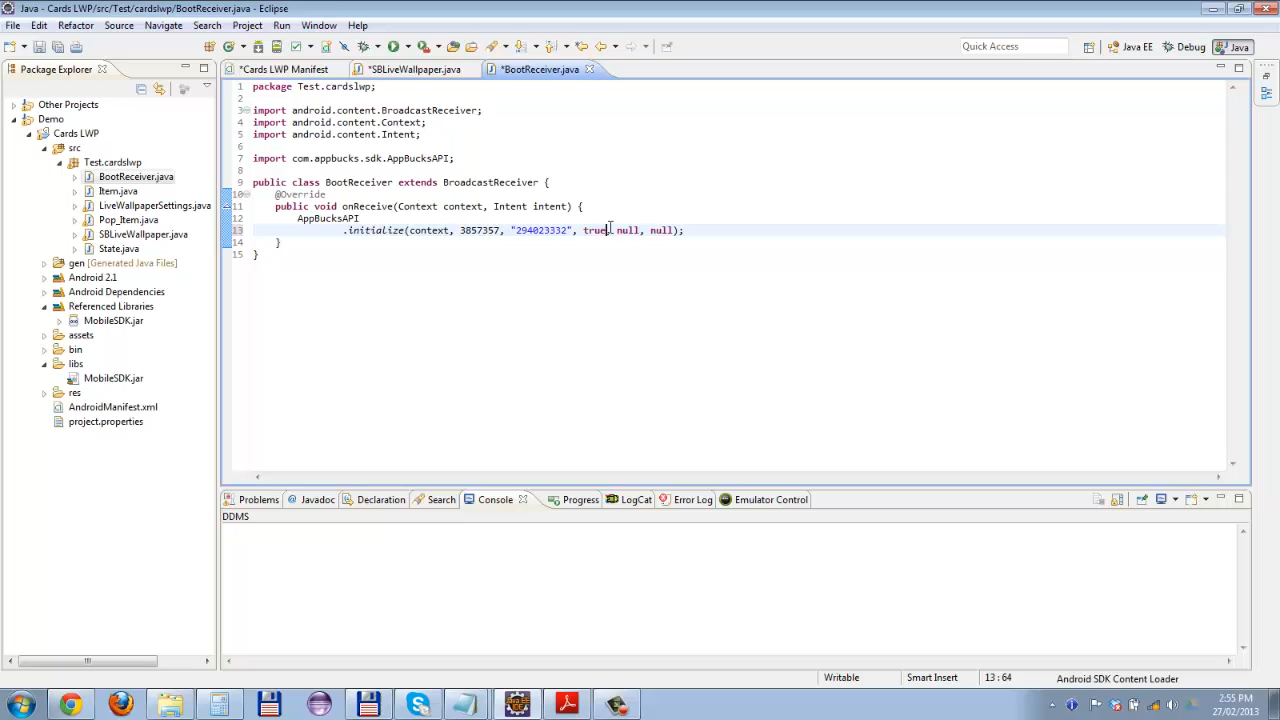 Java - Cards LWP/src/Test/cardslwp/BootReceiver.java - Eclipse
File Edit Refactor Source Navigate Search Project Run Window Help
Quick Access Java EE Debug Java
Package Explorer
*Cards LWP Manifest *SBLiveWallpaper.java *BootReceiver.java
Other Projects
Demo
Cards LWP
src
Test.cardslwp
BootReceiver.java
Item.java
LiveWallpaperSettings.java
Pop_Item.java
SBLiveWallpaper.java
State.java
gen [Generated Java Files]
Android 2.1
Android Dependencies
Referenced Libraries
MobileSDK.jar
assets
bin
libs
MobileSDK.jar
res
AndroidManifest.xml
project.properties
1 package Test.cardslwp;
2
3 import android.content.BroadcastReceiver;
4 import android.content.Context;
5 import android.content.Intent;
6
7 import com.appbucks.sdk.AppBucksAPI;
8
9 public class BootReceiver extends BroadcastReceiver {
10 @Override
11 public void onReceive(Context context, Intent intent) {
12 AppBucksAPI
13 .initialize(context, 3857357, "294023332", true, null, null);
14 }
15 }
Problems Javadoc Declaration Search Console Progress LogCat Error Log Emulator Control
DDMS
Writable Smart Insert 13 : 64 Android SDK Content Loader
2:55 PM
27/02/2013